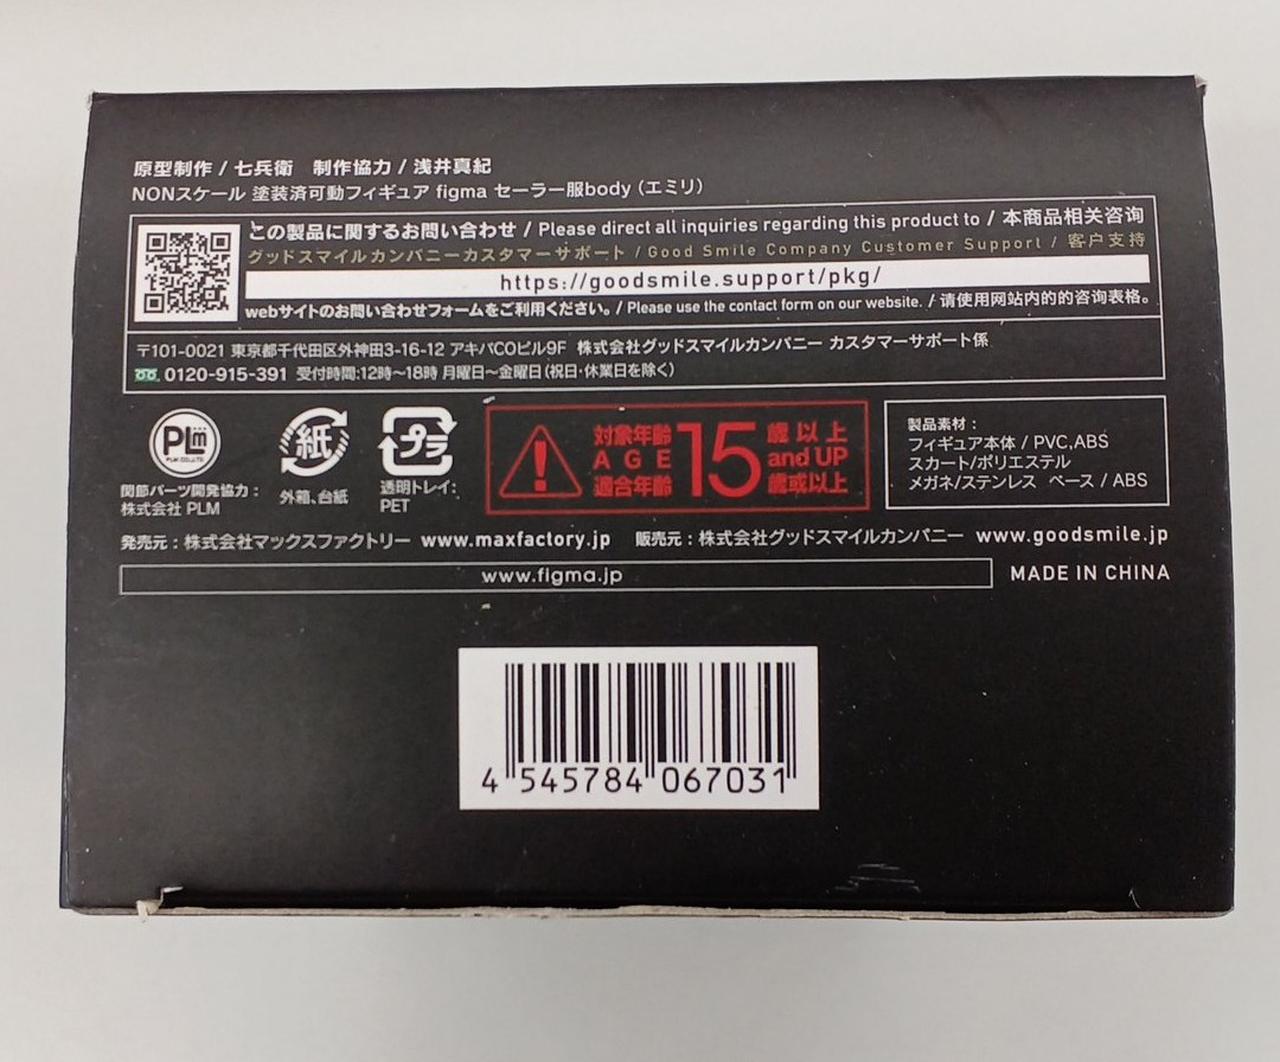 原型制作 / 七兵衛　制作協力 / 浅井真紀
NONスケール 塗装済可動フィギュア figma セーラー服body（エミリ）
この製品に関するお問い合わせ / Please direct all inquiries regarding this product to / 本商品相关咨询
グッドスマイルカンパニーカスタマーサポート / Good Smile Company Customer Support / 客户支持
https://goodsmile.support/pkg/
webサイトのお問い合わせフォームをご利用ください。/ Please use the contact form on our website. / 请使用网站内的的咨询表格。
〒101-0021 東京都千代田区外神田3-16-12 アキバCOビル9F 株式会社グッドスマイルカンパニー カスタマーサポート係
0120-915-391 受付時間:12時〜18時 月曜日〜金曜日（祝日・休業日を除く）
PLM
PLM CO.,LTD.
関節パーツ開発協力：
株式会社 PLM
紙
外箱、台紙
プラ
透明トレイ：
PET
対象年齢 15 歳以上
AGE 15 and UP
適合年齢 15 歳或以上
製品素材：
フィギュア本体 / PVC,ABS
スカート/ポリエステル
メガネ/ステンレス ベース / ABS
発売元：株式会社マックスファクトリー www.maxfactory.jp 販売元：株式会社グッドスマイルカンパニー www.goodsmile.jp
www.figma.jp
MADE IN CHINA
4 545784 067031